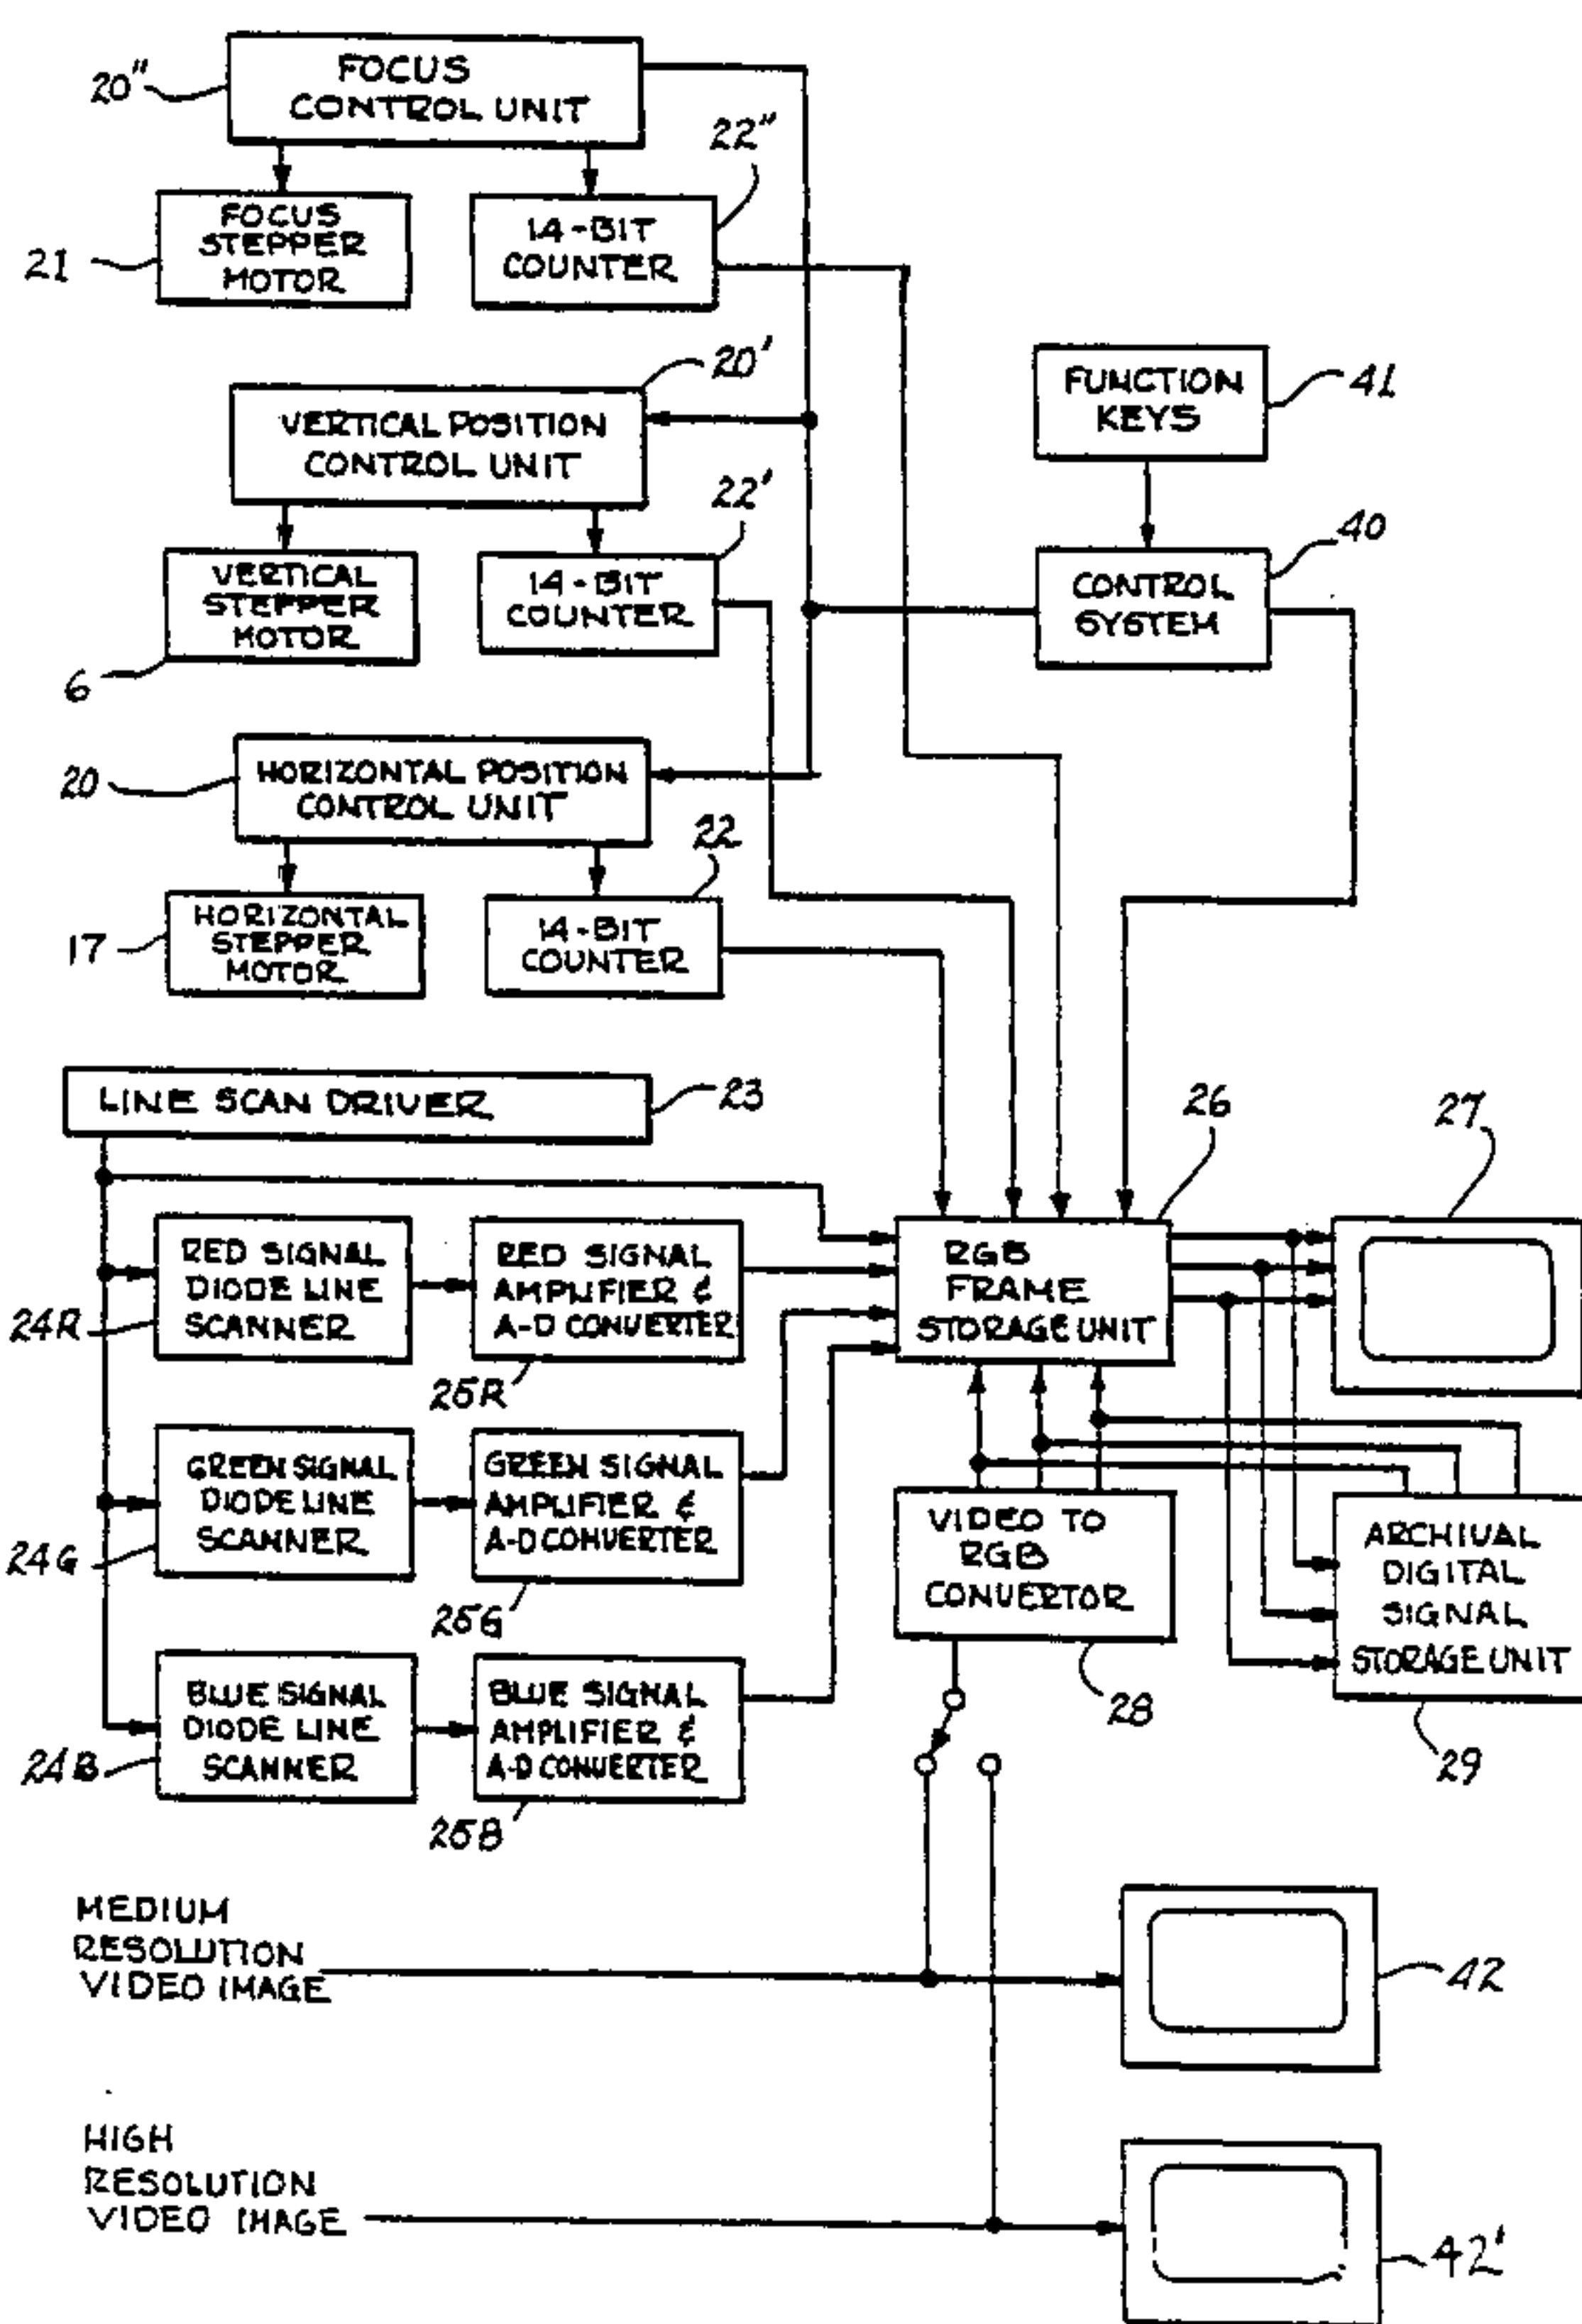 FOCUS
CONTROL UNIT
20"
22"
FOCUS
STEPPER
MOTOR
14-BIT
COUNTER
21
20'
VERTICAL POSITION
CONTROL UNIT
FUNCTION
KEYS
41
22'
VERTICAL
STEPPER
MOTOR
14-BIT
COUNTER
6
40
CONTROL
SYSTEM
20
HORIZONTAL POSITION
CONTROL UNIT
22
HORIZONTAL
STEPPER
MOTOR
14-BIT
COUNTER
17
LINE SCAN DRIVER
23
26
27
RED SIGNAL
DIODE LINE
SCANNER
24R
RED SIGNAL
AMPLIFIER &
A-D CONVERTER
25R
RGB
FRAME
STORAGE UNIT
GREEN SIGNAL
DIODE LINE
SCANNER
24G
GREEN SIGNAL
AMPLIFIER &
A-D CONVERTER
25G
VIDEO TO
RGB
CONVERTOR
28
ARCHIVAL
DIGITAL
SIGNAL
STORAGE UNIT
29
BLUE SIGNAL
DIODE LINE
SCANNER
24B
BLUE SIGNAL
AMPLIFIER &
A-D CONVERTER
25B
MEDIUM
RESOLUTION
VIDEO IMAGE
42
HIGH
RESOLUTION
VIDEO IMAGE
42'